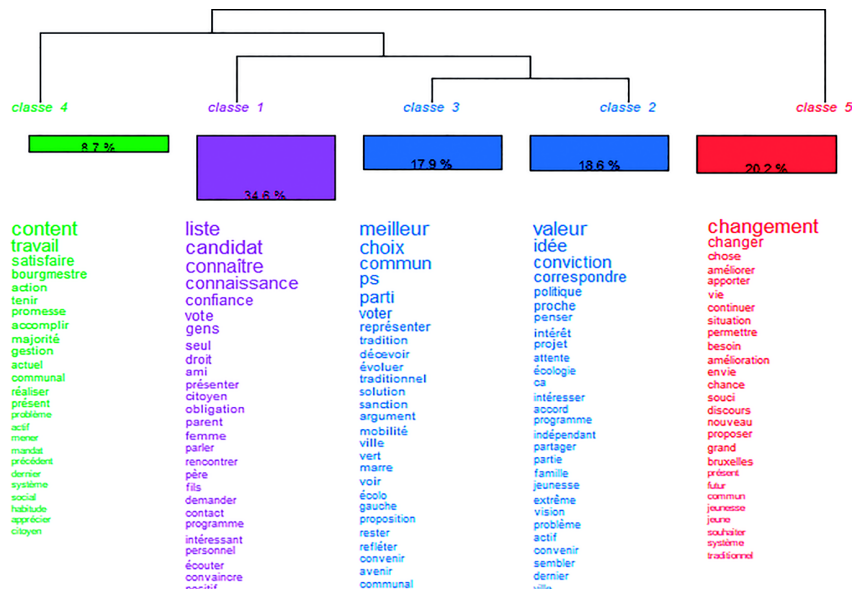 classe 4
classe 1
classe 3
classe 2
classe 5
8.7 %
34.6 %
17.9 %
18.6 %
20.2 %
content
travail
satisfaire
bourgmestre
action
tenir
promesse
accomplir
majorité
gestion
actuel
communal
réaliser
présent
problème
actif
mener
mandat
précédent
dernier
système
social
habitude
apprécier
citoyen
liste
candidat
connaître
connaissance
confiance
vote
gens
seul
droit
ami
présenter
citoyen
obligation
parent
femme
parler
rencontrer
père
fils
demander
contact
programme
intéressant
personnel
écouter
convaincre
positif
meilleur
choix
commun
ps
parti
voter
représenter
tradition
décevoir
évoluer
traditionnel
solution
sanction
argument
mobilité
ville
vert
marre
voir
écolo
gauche
proposition
rester
refléter
convenir
avenir
communal
valeur
idée
conviction
correspondre
politique
proche
penser
intérêt
projet
attente
écologie
ca
intéresser
accord
programme
indépendant
partager
partie
famille
jeunesse
extrême
vision
problème
actif
convenir
sembler
dernier
ville
changement
changer
chose
améliorer
apporter
vie
continuer
situation
permettre
besoin
amélioration
envie
chance
souci
discours
nouveau
proposer
grand
bruxelles
présent
futur
commun
jeunesse
jeune
souhaiter
système
traditionnel